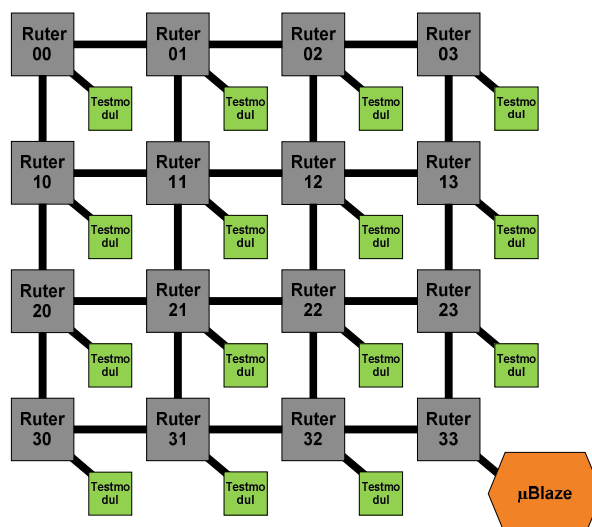 Ruter
00
Ruter
01
Ruter
02
Ruter
03
Testmo
dul
Testmo
dul
Testmo
dul
Testmo
dul
Ruter
10
Ruter
11
Ruter
12
Ruter
13
Testmo
dul
Testmo
dul
Testmo
dul
Testmo
dul
Ruter
20
Ruter
21
Ruter
22
Ruter
23
Testmo
dul
Testmo
dul
Testmo
dul
Testmo
dul
Ruter
30
Ruter
31
Ruter
32
Ruter
33
Testmo
dul
Testmo
dul
Testmo
dul
μBlaze